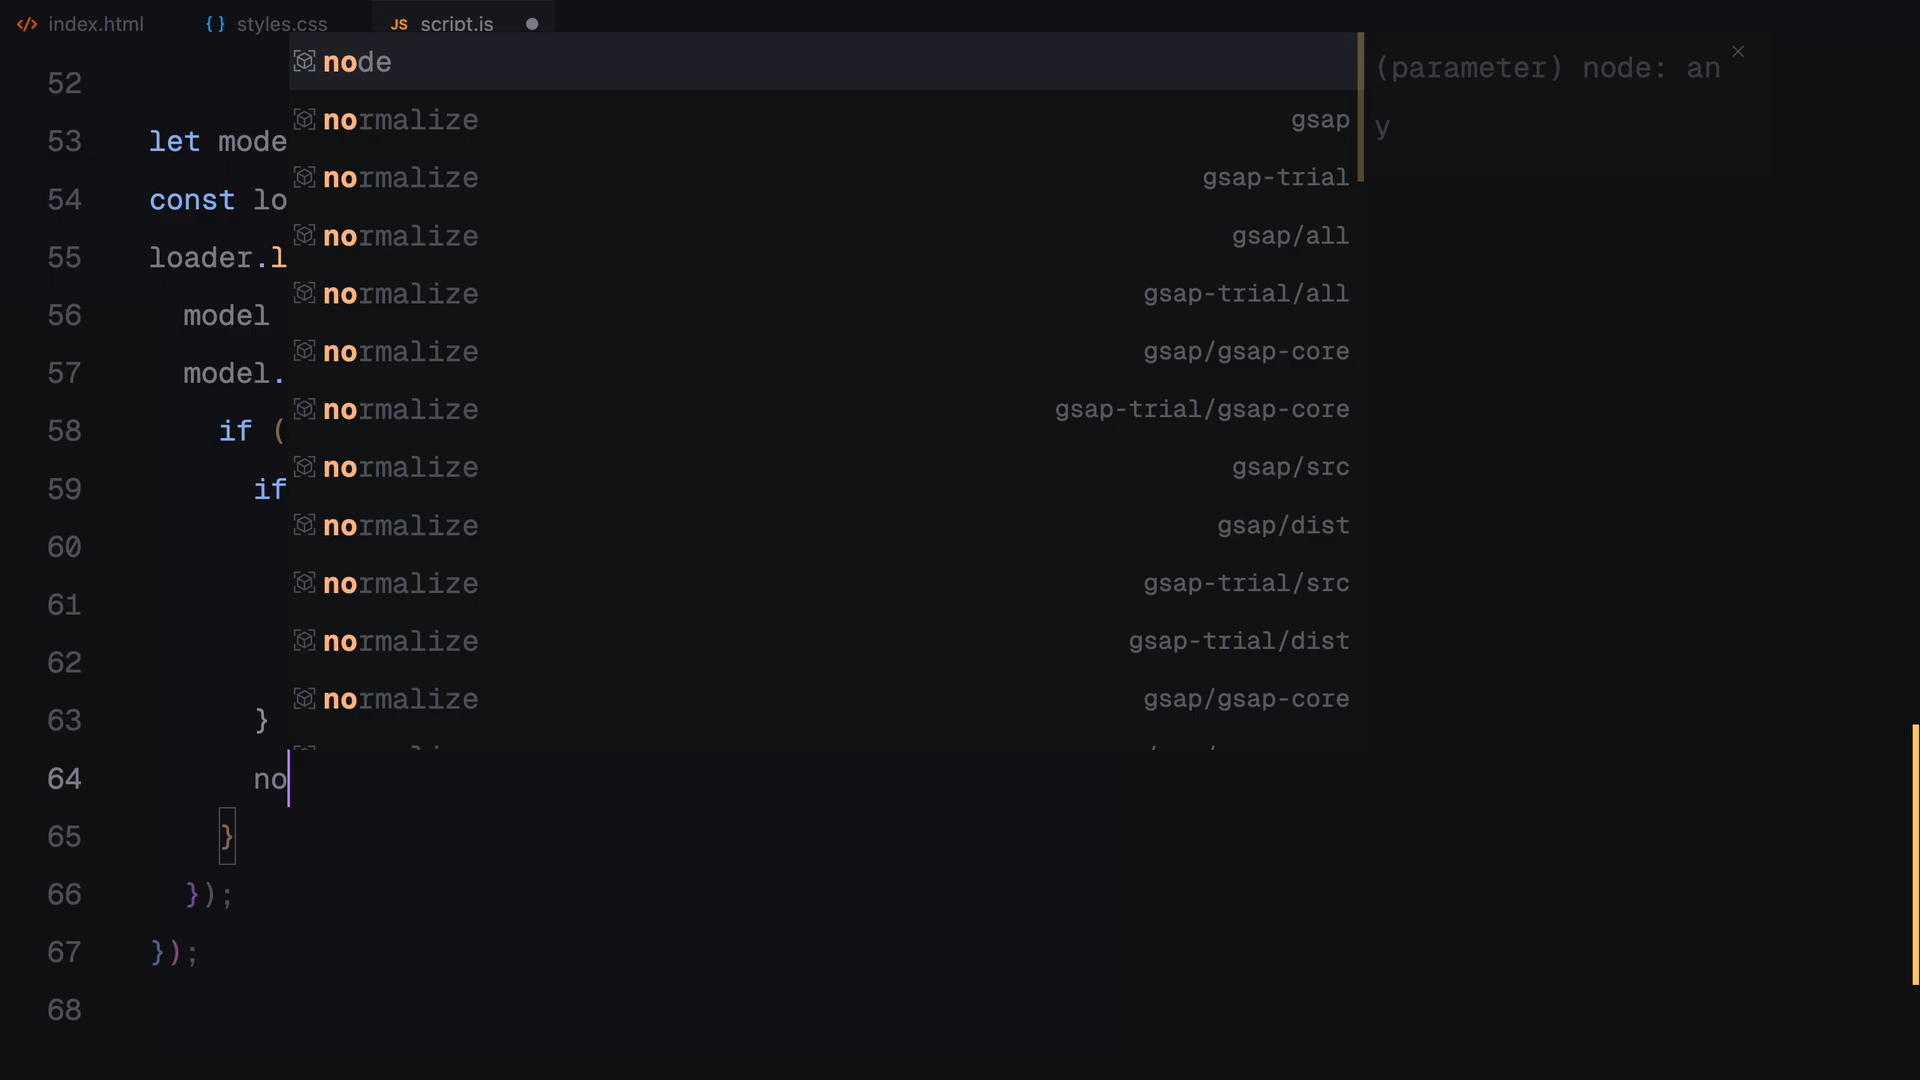 index.html
styles.css
JS script.js
52
53 let mode
54 const lo
55 loader.l
56 model
57 model.
58 if (
59 if
60
61
62
63 }
64 no
65 }
66 });
67 });
68
node
normalize gsap
normalize gsap-trial
normalize gsap/all
normalize gsap-trial/all
normalize gsap/gsap-core
normalize gsap-trial/gsap-core
normalize gsap/src
normalize gsap/dist
normalize gsap-trial/src
normalize gsap-trial/dist
normalize gsap/gsap-core
(parameter) node: an
y